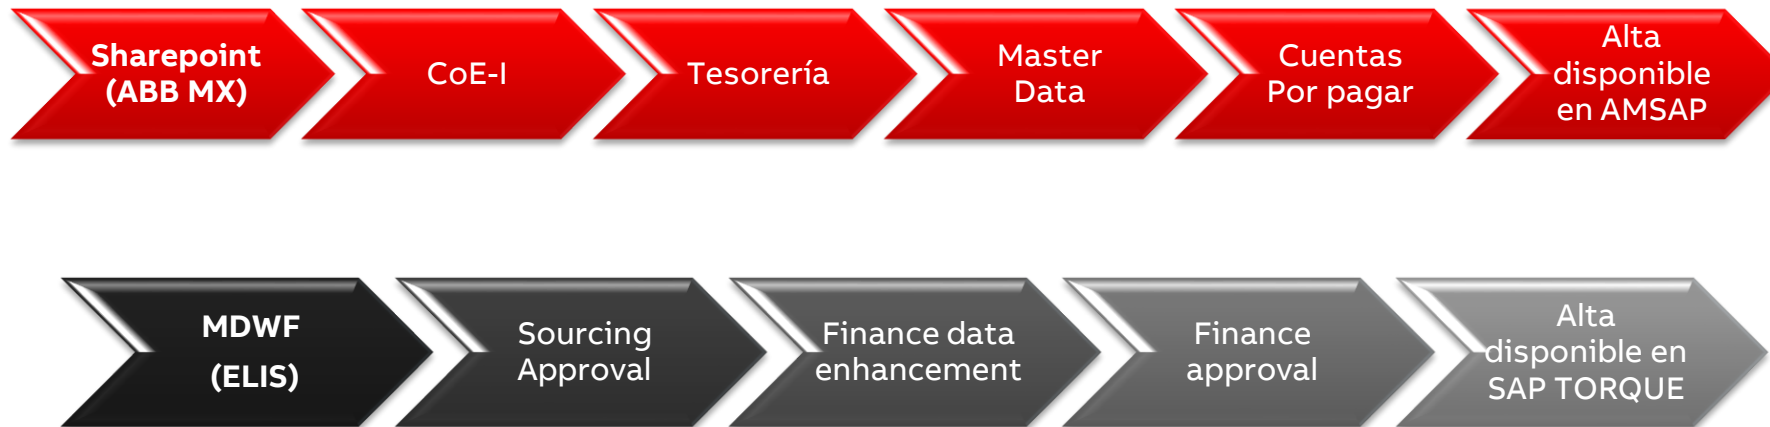 Sharepoint
(ABB MX)
CoE-I
Tesorería
Master
Data
Cuentas
Por pagar
Alta
disponible
en AMSAP
MDWF
(ELIS)
Sourcing
Approval
Finance data
enhancement
Finance
approval
Alta
disponible en
SAP TORQUE